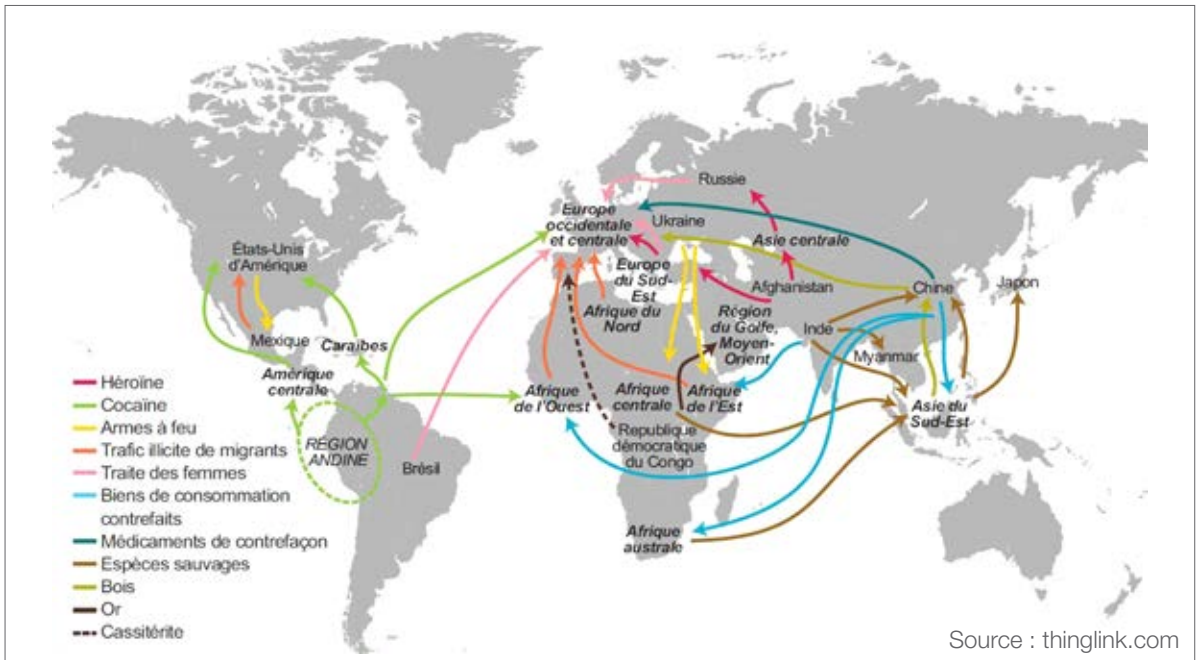 Russie
Europe
occidentale
et centrale
Ukraine
Asie centrale
États-Unis
d'Amérique
Europe
du Sud-
Est
Afghanistan
Chine
Japon
Afrique du
Nord
Région
du Golfe,
Moyen-
Orient
Inde
Mexique
Caraïbes
Myanmar
Amérique
centrale
Afrique
de l'Ouest
Afrique
centrale
Afrique
de l'Est
Asie du
Sud-Est
RÉGION
ANDINE
Brésil
Republique
démocratique
du Congo
Afrique
australe
Héroïne
Cocaïne
Armes à feu
Trafic illicite de migrants
Traite des femmes
Biens de consommation
contrefaits
Médicaments de contrefaçon
Espèces sauvages
Bois
Or
Cassitérite
Source : thinglink.com